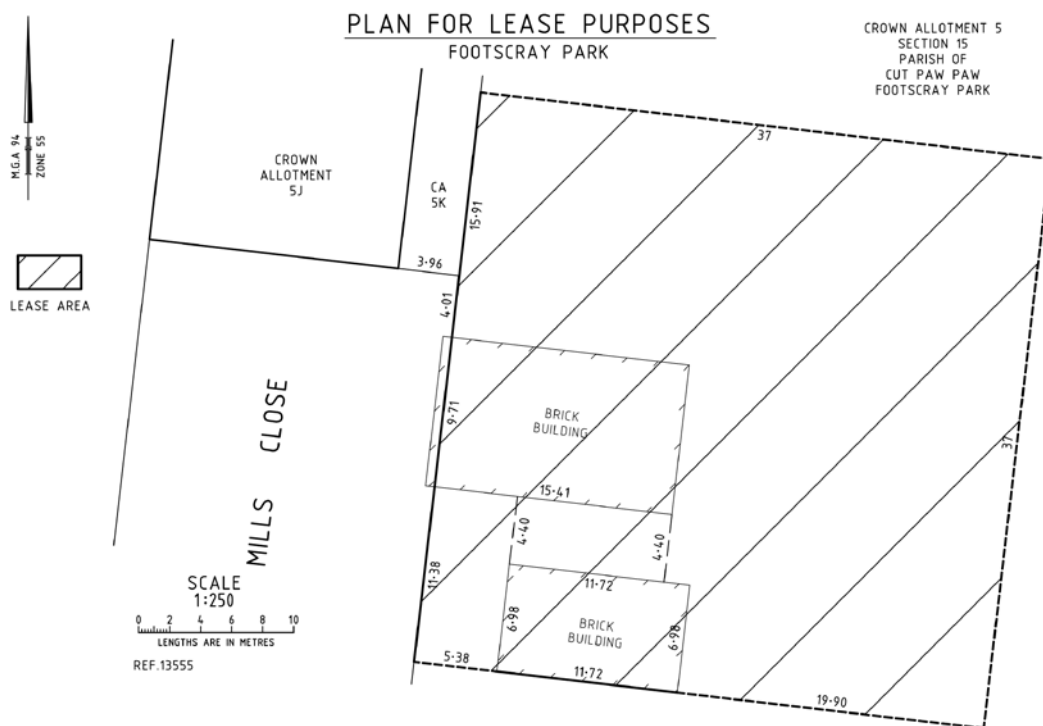 PLAN FOR LEASE PURPOSES
FOOTSCRAY PARK
CROWN ALLOTMENT 5
SECTION 15
PARISH OF
CUT PAW PAW
FOOTSCRAY PARK
M.G.A 94
ZONE 55
CROWN
ALLOTMENT
5J
CA
5K
37
15·91
3·96
LEASE AREA
4·01
MILLS CLOSE
9·71
BRICK
BUILDING
15·41
37
4·40
4·40
11·38
11·72
6·98
BRICK
BUILDING
6·98
5·38
11·72
19·90
SCALE
1:250
0 2 4 6 8 10
LENGTHS ARE IN METRES
REF.13555